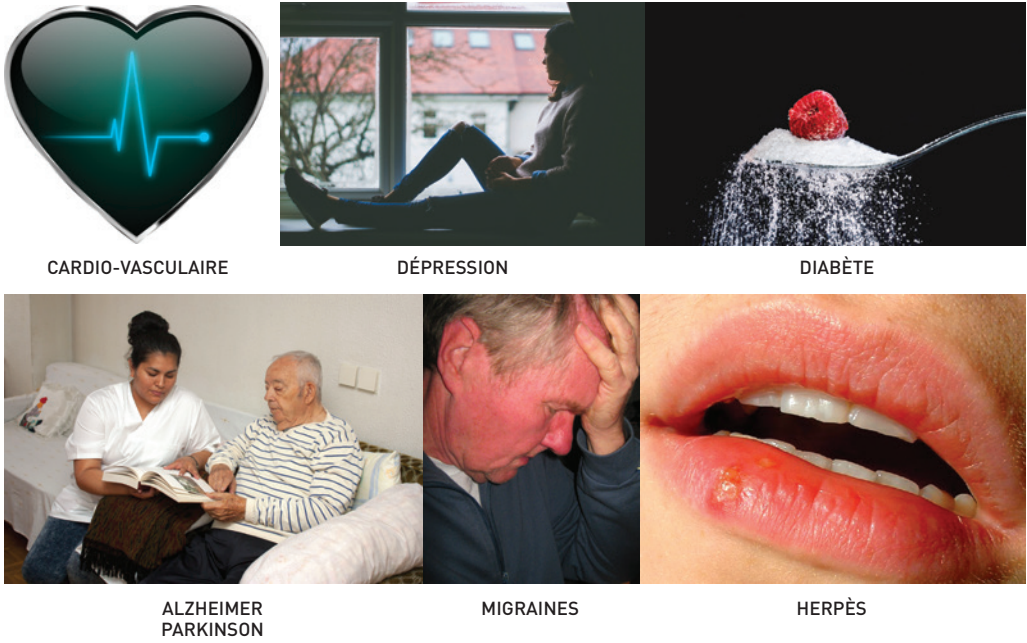 CARDIO-VASCULAIRE
DÉPRESSION
DIABÈTE
ALZHEIMER
PARKINSON
MIGRAINES
HERPÈS